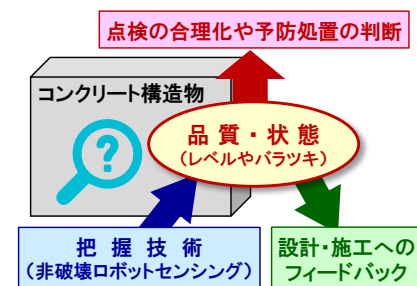 点検の合理化や予防処置の判断
コンクリート構造物
?
品質・状態
(レベルやバラツキ)
把握技術
(非破壊ロボットセンシング)
設計・施工への
フィードバック